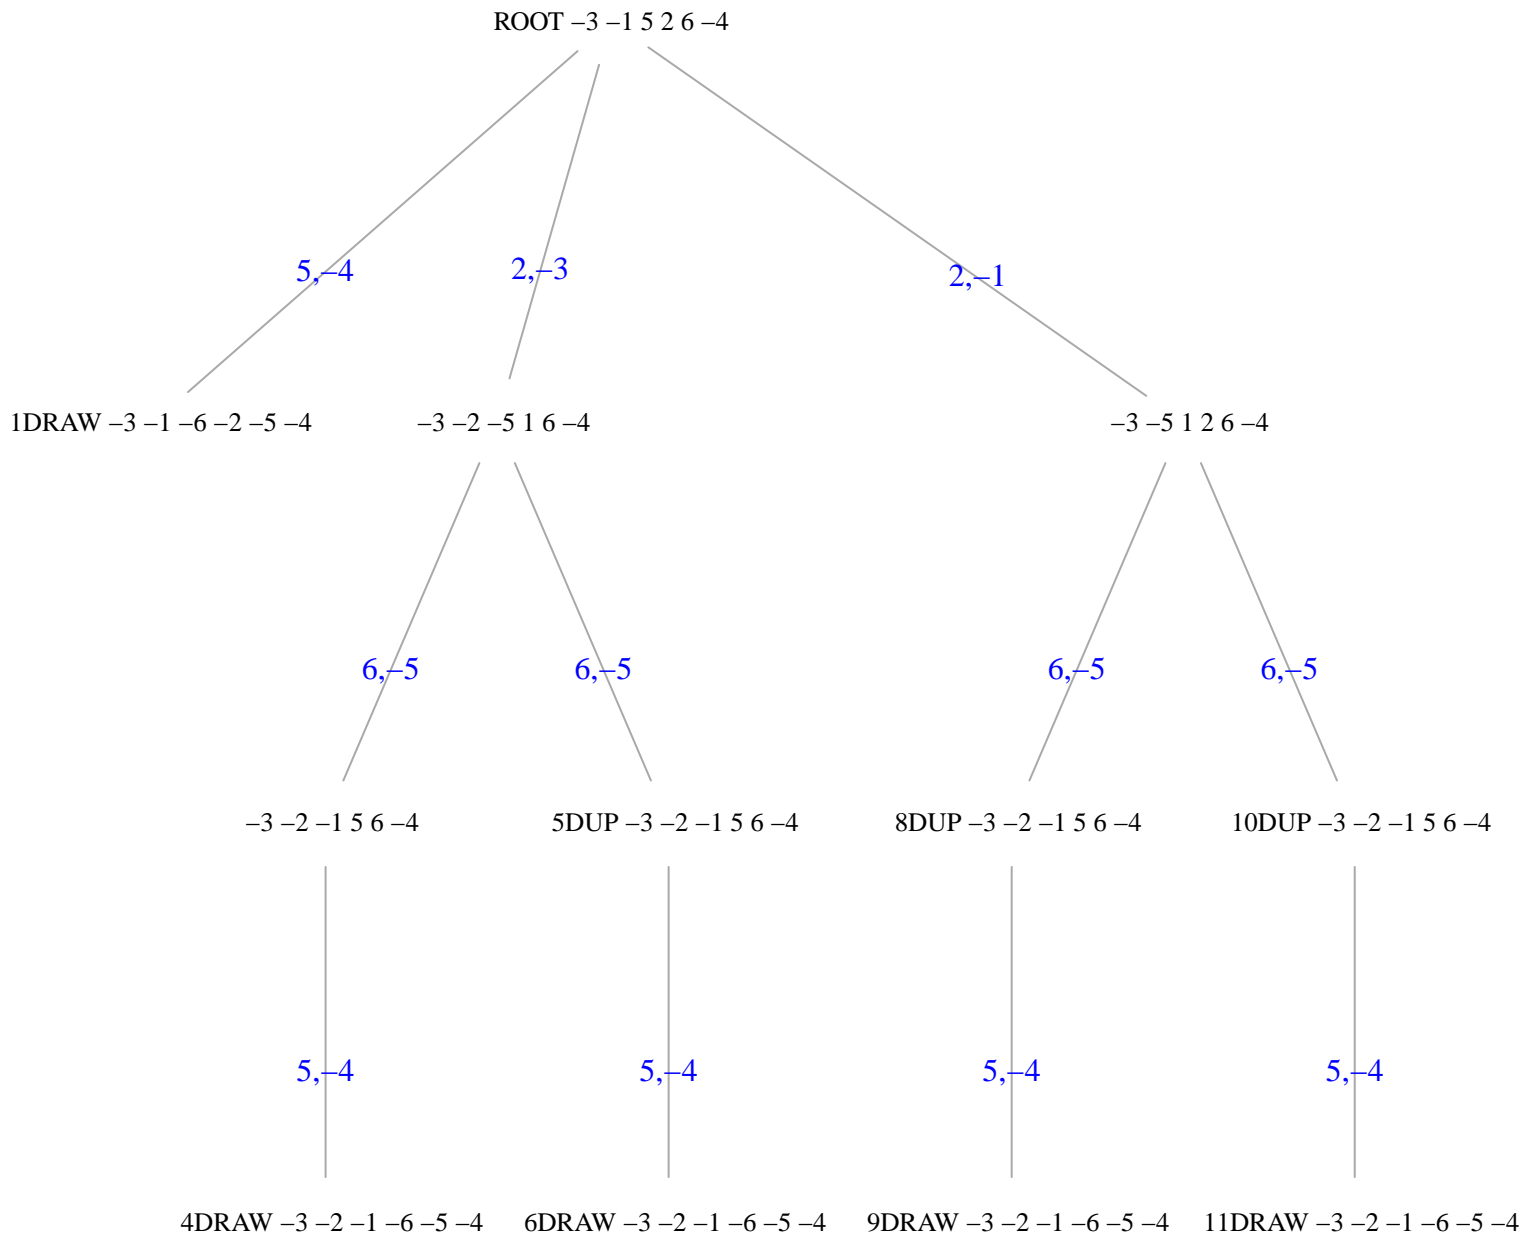 ROOT –3 –1 5 2 6 –4
5,–4
2,–3
2,–1
1DRAW –3 –1 –6 –2 –5 –4
–3 –2 –5 1 6 –4
–3 –5 1 2 6 –4
6,–5
6,–5
6,–5
6,–5
–3 –2 –1 5 6 –4
5DUP –3 –2 –1 5 6 –4
8DUP –3 –2 –1 5 6 –4
10DUP –3 –2 –1 5 6 –4
5,–4
5,–4
5,–4
5,–4
4DRAW –3 –2 –1 –6 –5 –4
6DRAW –3 –2 –1 –6 –5 –4
9DRAW –3 –2 –1 –6 –5 –4
11DRAW –3 –2 –1 –6 –5 –4